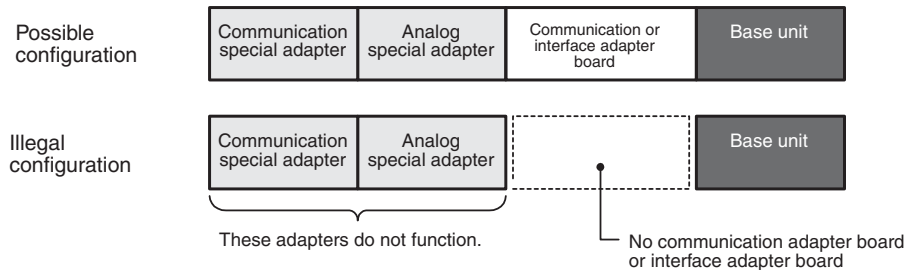 Possible
configuration
Communication
special adapter
Analog
special adapter
Communication or
interface adapter
board
Base unit
Illegal
configuration
Communication
special adapter
Analog
special adapter
Base unit
These adapters do not function.
No communication adapter board
or interface adapter board